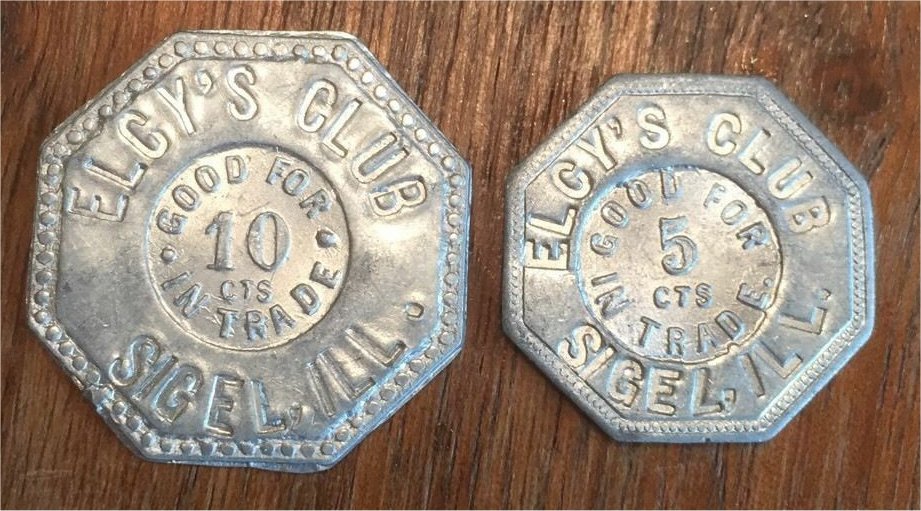 ELCY'S CLUB
GOOD FOR
10
CTS
IN TRADE
SIGEL, ILL.
ELCY'S CLUB
GOOD FOR
5
CTS
IN TRADE.
SIGEL, ILL.